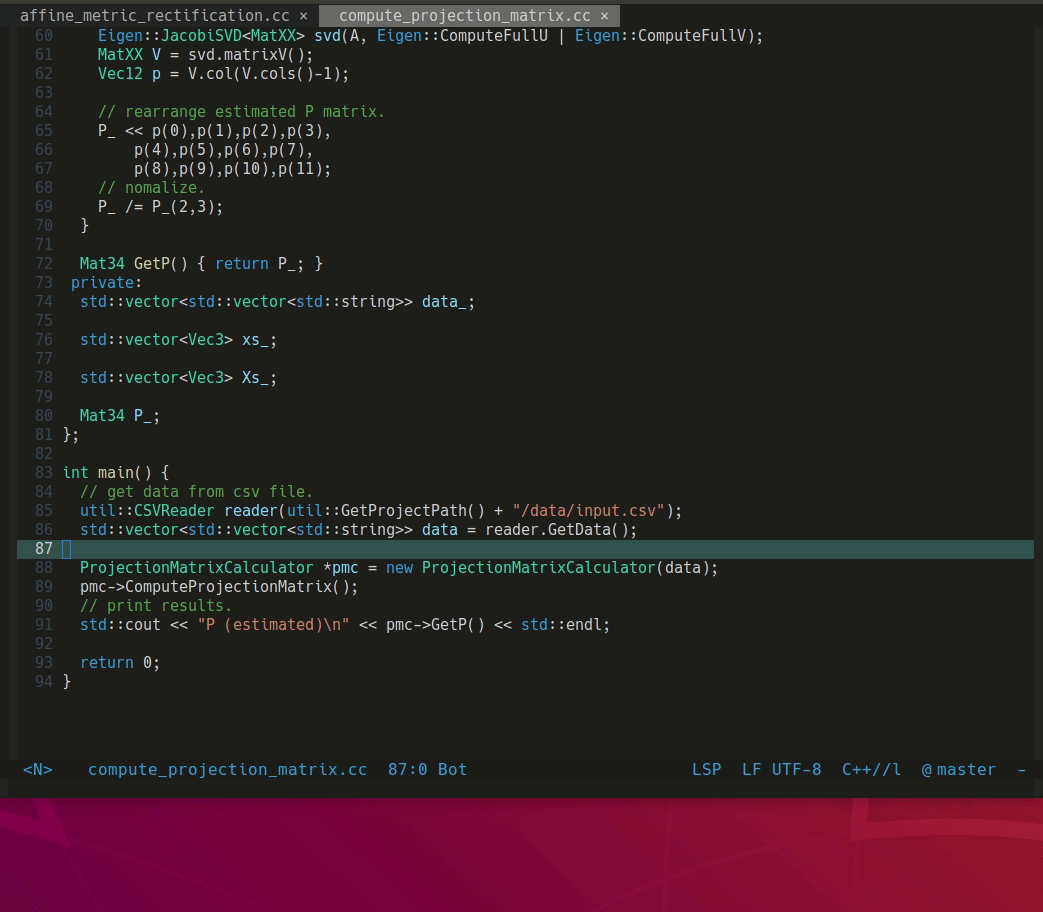 affine_metric_rectification.cc × compute_projection_matrix.cc ×
60 Eigen::JacobiSVD<MatXX> svd(A, Eigen::ComputeFullU | Eigen::ComputeFullV);
61 MatXX V = svd.matrixV();
62 Vec12 p = V.col(V.cols()-1);
63
64 // rearrange estimated P matrix.
65 P_ << p(0),p(1),p(2),p(3),
66 p(4),p(5),p(6),p(7),
67 p(8),p(9),p(10),p(11);
68 // nomalize.
69 P_ /= P_(2,3);
70 }
71
72 Mat34 GetP() { return P_; }
73 private:
74 std::vector<std::vector<std::string>> data_;
75
76 std::vector<Vec3> xs_;
77
78 std::vector<Vec3> Xs_;
79
80 Mat34 P_;
81 };
82
83 int main() {
84 // get data from csv file.
85 util::CSVReader reader(util::GetProjectPath() + "/data/input.csv");
86 std::vector<std::vector<std::string>> data = reader.GetData();
87
88 ProjectionMatrixCalculator *pmc = new ProjectionMatrixCalculator(data);
89 pmc->ComputeProjectionMatrix();
90 // print results.
91 std::cout << "P (estimated)\n" << pmc->GetP() << std::endl;
92
93 return 0;
94 }
<N> compute_projection_matrix.cc 87:0 Bot LSP LF UTF-8 C++//l @master -